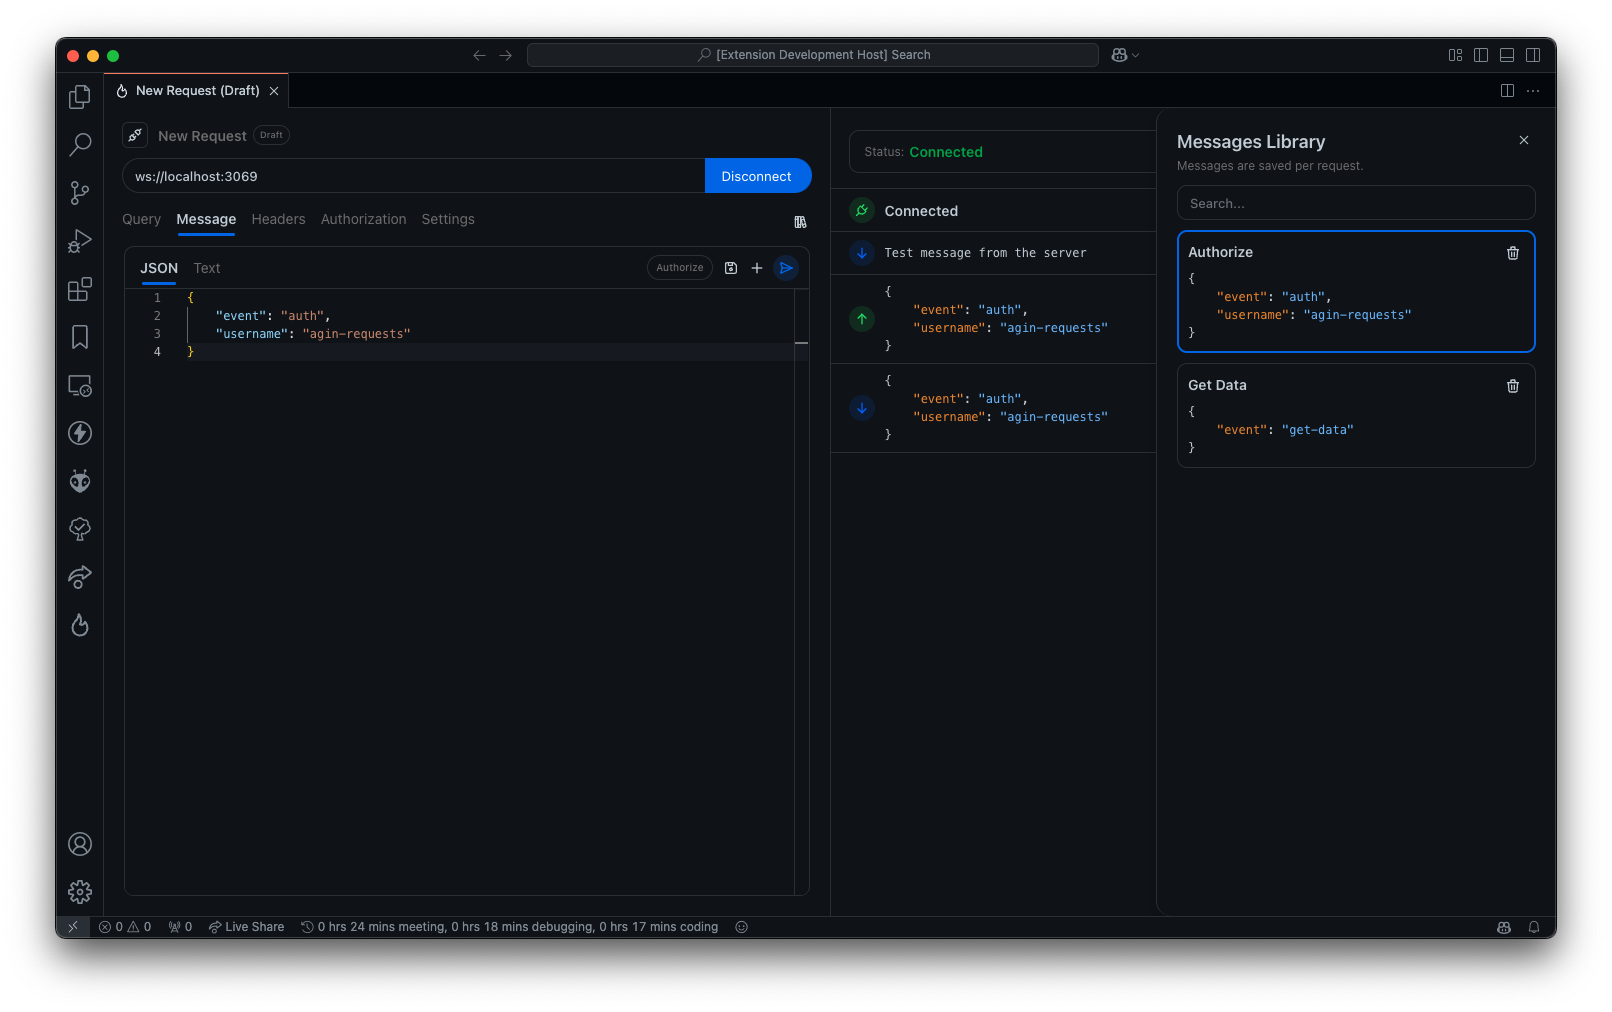 [Extension Development Host] Search
New Request (Draft)
New Request Draft
ws://localhost:3069
Disconnect
Query Message Headers Authorization Settings
JSON Text
Authorize
1 {
2 "event": "auth",
3 "username": "agin-requests"
4 }
Status: Connected
Connected
Test message from the server
{
"event": "auth",
"username": "agin-requests"
}
{
"event": "auth",
"username": "agin-requests"
}
Messages Library
Messages are saved per request.
Search...
Authorize
{
"event": "auth",
"username": "agin-requests"
}
Get Data
{
"event": "get-data"
}
0 0 0 Live Share 0 hrs 24 mins meeting, 0 hrs 18 mins debugging, 0 hrs 17 mins coding